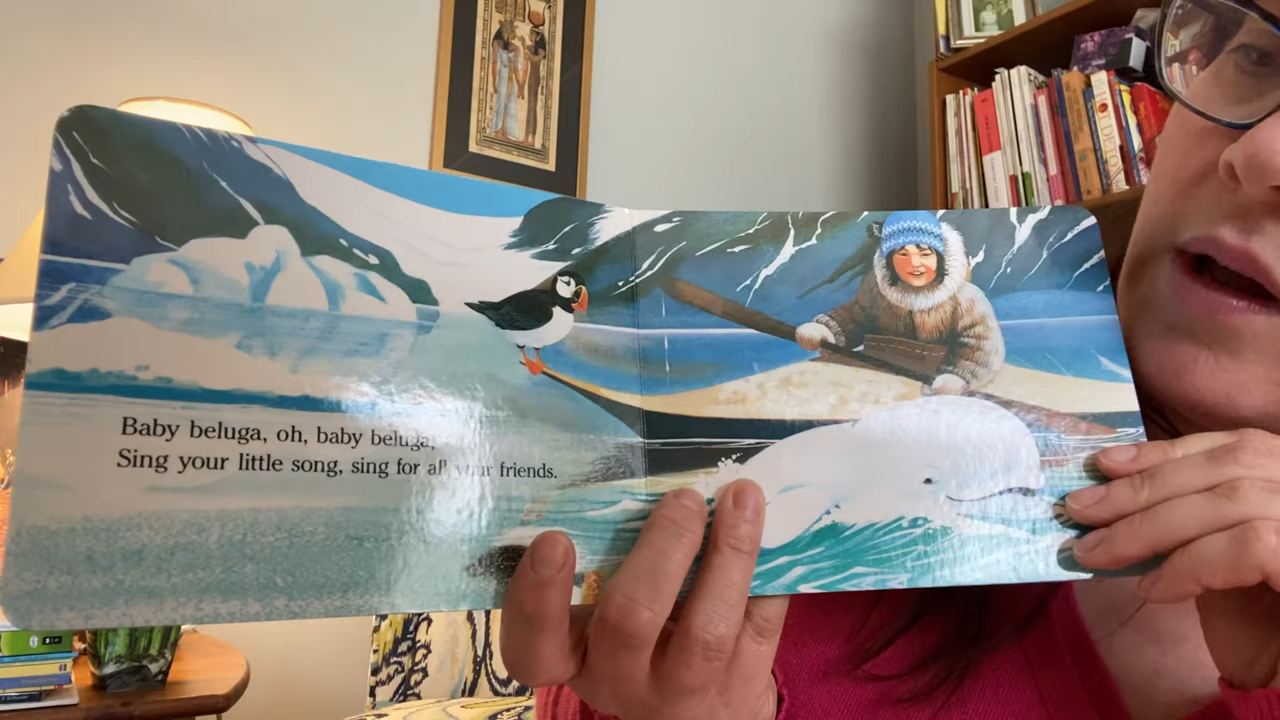 Baby beluga, oh, baby beluga,
Sing your little song, sing for all your friends.